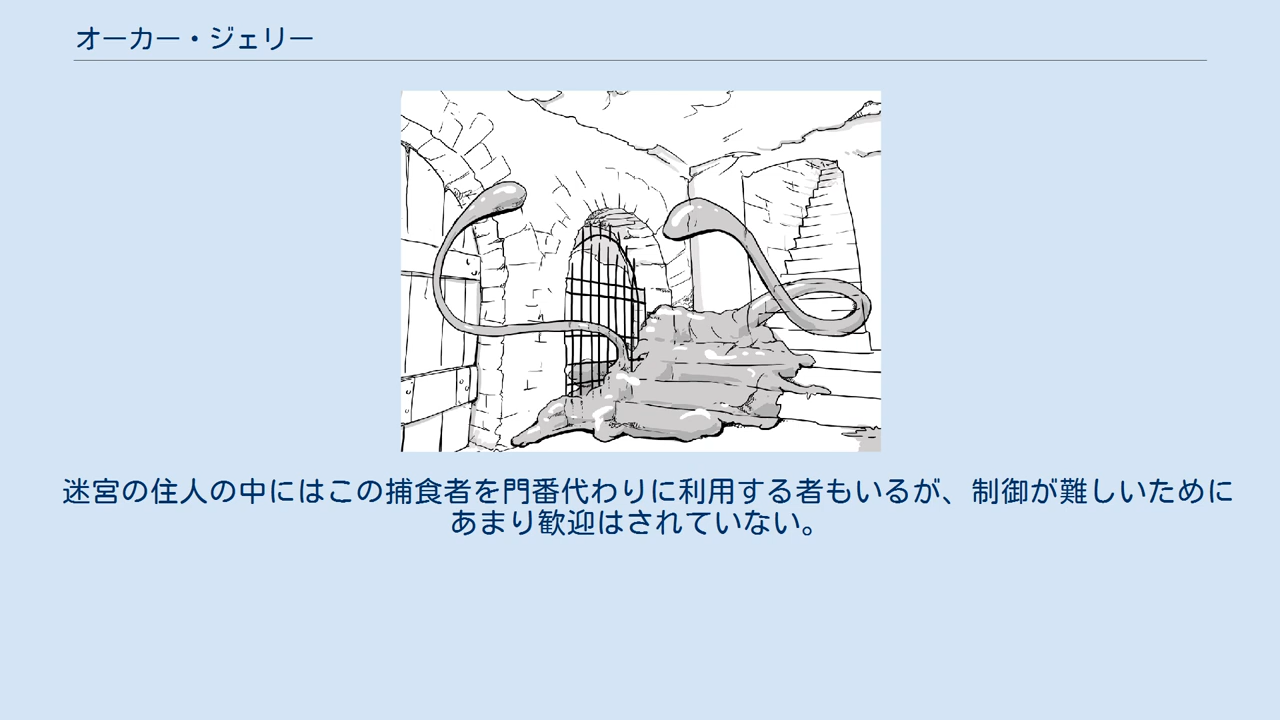 オーカー・ジェリー
迷宮の住人の中にはこの捕食者を門番代わりに利用する者もいるが、制御が難しいために
あまり歓迎はされていない。